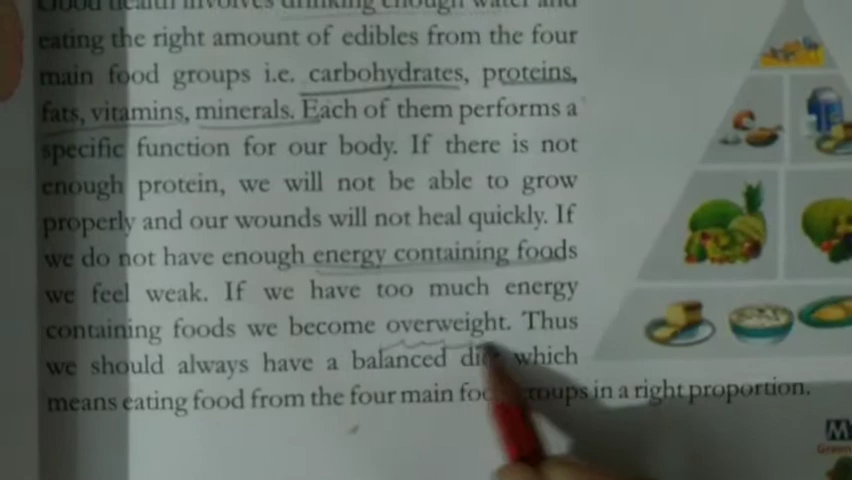 Good health involves drinking enough water and
eating the right amount of edibles from the four
main food groups i.e. carbohydrates, proteins,
fats, vitamins, minerals. Each of them performs a
specific function for our body. If there is not
enough protein, we will not be able to grow
properly and our wounds will not heal quickly. If
we do not have enough energy containing foods
we feel weak. If we have too much energy
containing foods we become overweight. Thus
we should always have a balanced diet which
means eating food from the four main food groups in a right proportion.
M
Green